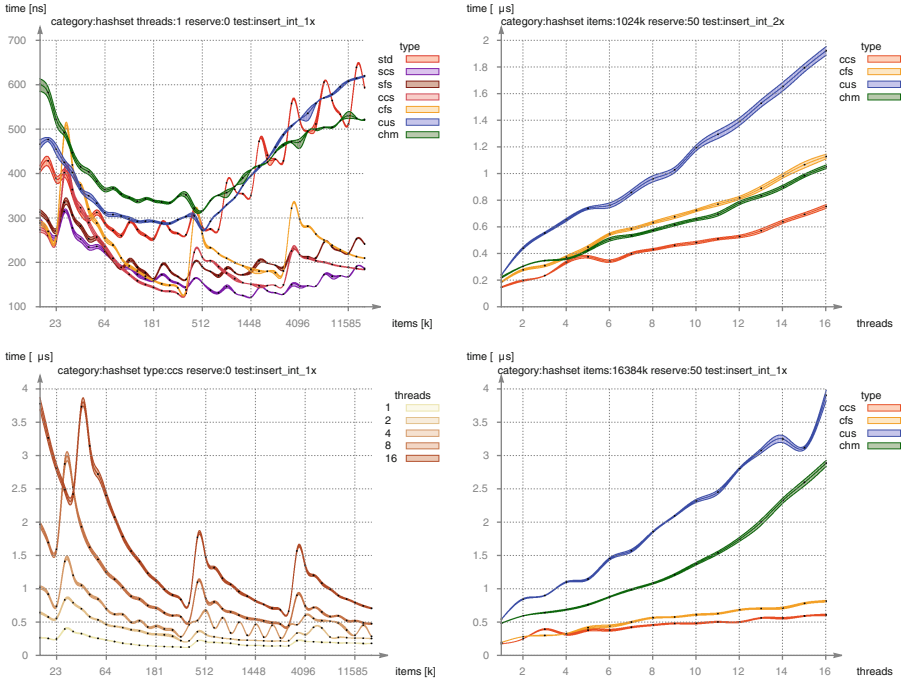 time [ns]
category:hashset threads:1 reserve:0 test:insert_int_1x
700
600
500
400
300
200
100
23 64 181 512 1448 4096 11585
items [k]
type
std
scs
sfs
ccs
cfs
cus
chm
time [ µs]
category:hashset items:1024k reserve:50 test:insert_int_2x
2
1.8
1.6
1.4
1.2
1
0.8
0.6
0.4
0.2
0
2 4 6 8 10 12 14 16
threads
type
ccs
cfs
cus
chm
time [ µs]
category:hashset type:ccs reserve:0 test:insert_int_1x
4
3.5
3
2.5
2
1.5
1
0.5
0
23 64 181 512 1448 4096 11585
items [k]
threads
1
2
4
8
16
time [ µs]
category:hashset items:16384k reserve:50 test:insert_int_1x
4
3.5
3
2.5
2
1.5
1
0.5
0
2 4 6 8 10 12 14 16
threads
type
ccs
cfs
cus
chm